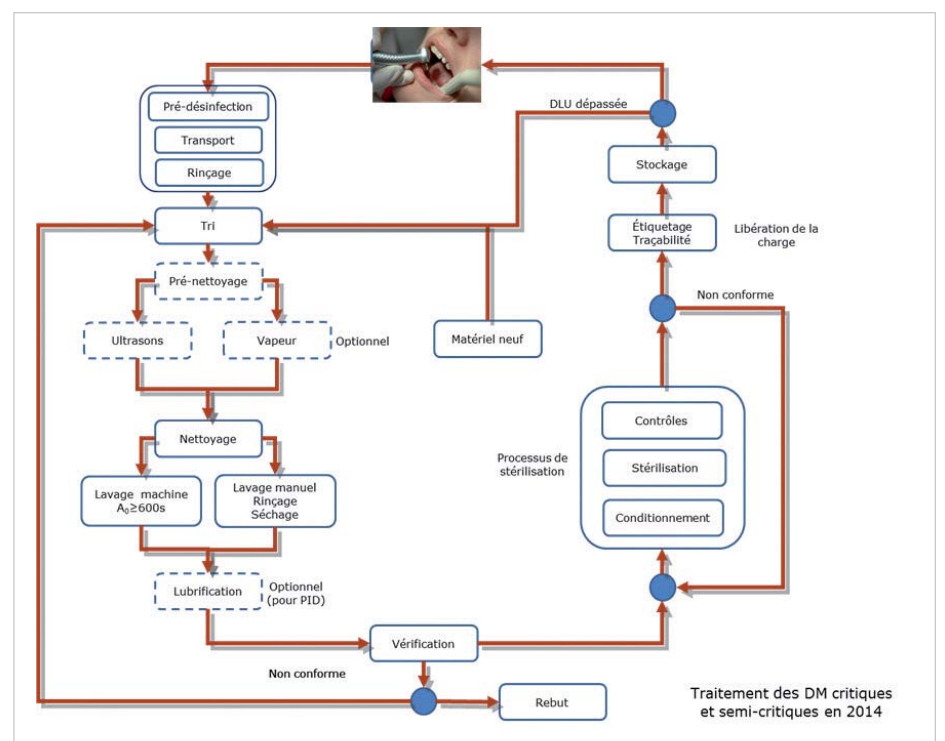 DLU dépassée
Pré-désinfection
Transport
Rinçage
Stockage
Tri
Étiquetage
Traçabilité
Libération de la
charge
Pré-nettoyage
Non conforme
Ultrasons
Vapeur
Optionnel
Matériel neuf
Nettoyage
Processus de
stérilisation
Contrôles
Stérilisation
Conditionnement
Lavage machine
A₀≥600s
Lavage manuel
Rinçage
Séchage
Lubrification
Optionnel
(pour PID)
Vérification
Non conforme
Rebut
Traitement des DM critiques
et semi-critiques en 2014